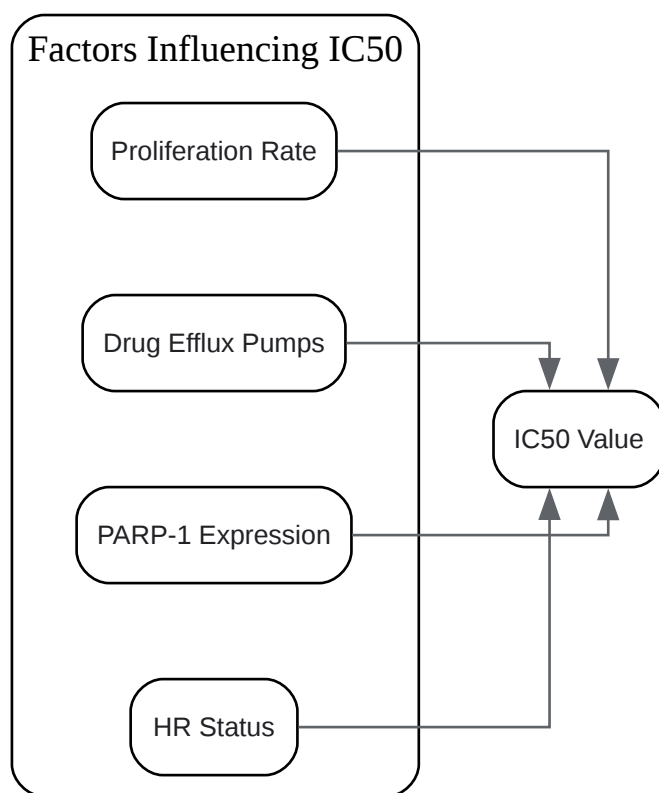 Factors Influencing IC50
Proliferation Rate
Drug Efflux Pumps
IC50 Value
PARP-1 Expression
HR Status